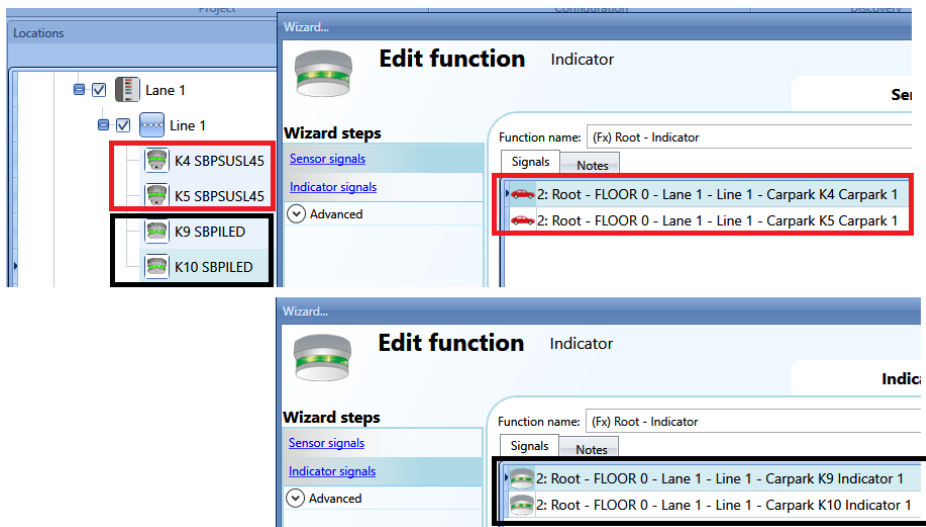 Project
Configuration
Discovery
Locations
Lane 1
Line 1
K4 SBPSUSL45
K5 SBPSUSL45
K9 SBPILED
K10 SBPILED
Wizard...
Edit function Indicator
Ser
Wizard steps
Sensor signals
Indicator signals
Advanced
Function name: (Fx) Root - Indicator
Signals Notes
2: Root - FLOOR 0 - Lane 1 - Line 1 - Carpark K4 Carpark 1
2: Root - FLOOR 0 - Lane 1 - Line 1 - Carpark K5 Carpark 1
Wizard...
Edit function Indicator
Indic
Wizard steps
Sensor signals
Indicator signals
Advanced
Function name: (Fx) Root - Indicator
Signals Notes
2: Root - FLOOR 0 - Lane 1 - Line 1 - Carpark K9 Indicator 1
2: Root - FLOOR 0 - Lane 1 - Line 1 - Carpark K10 Indicator 1